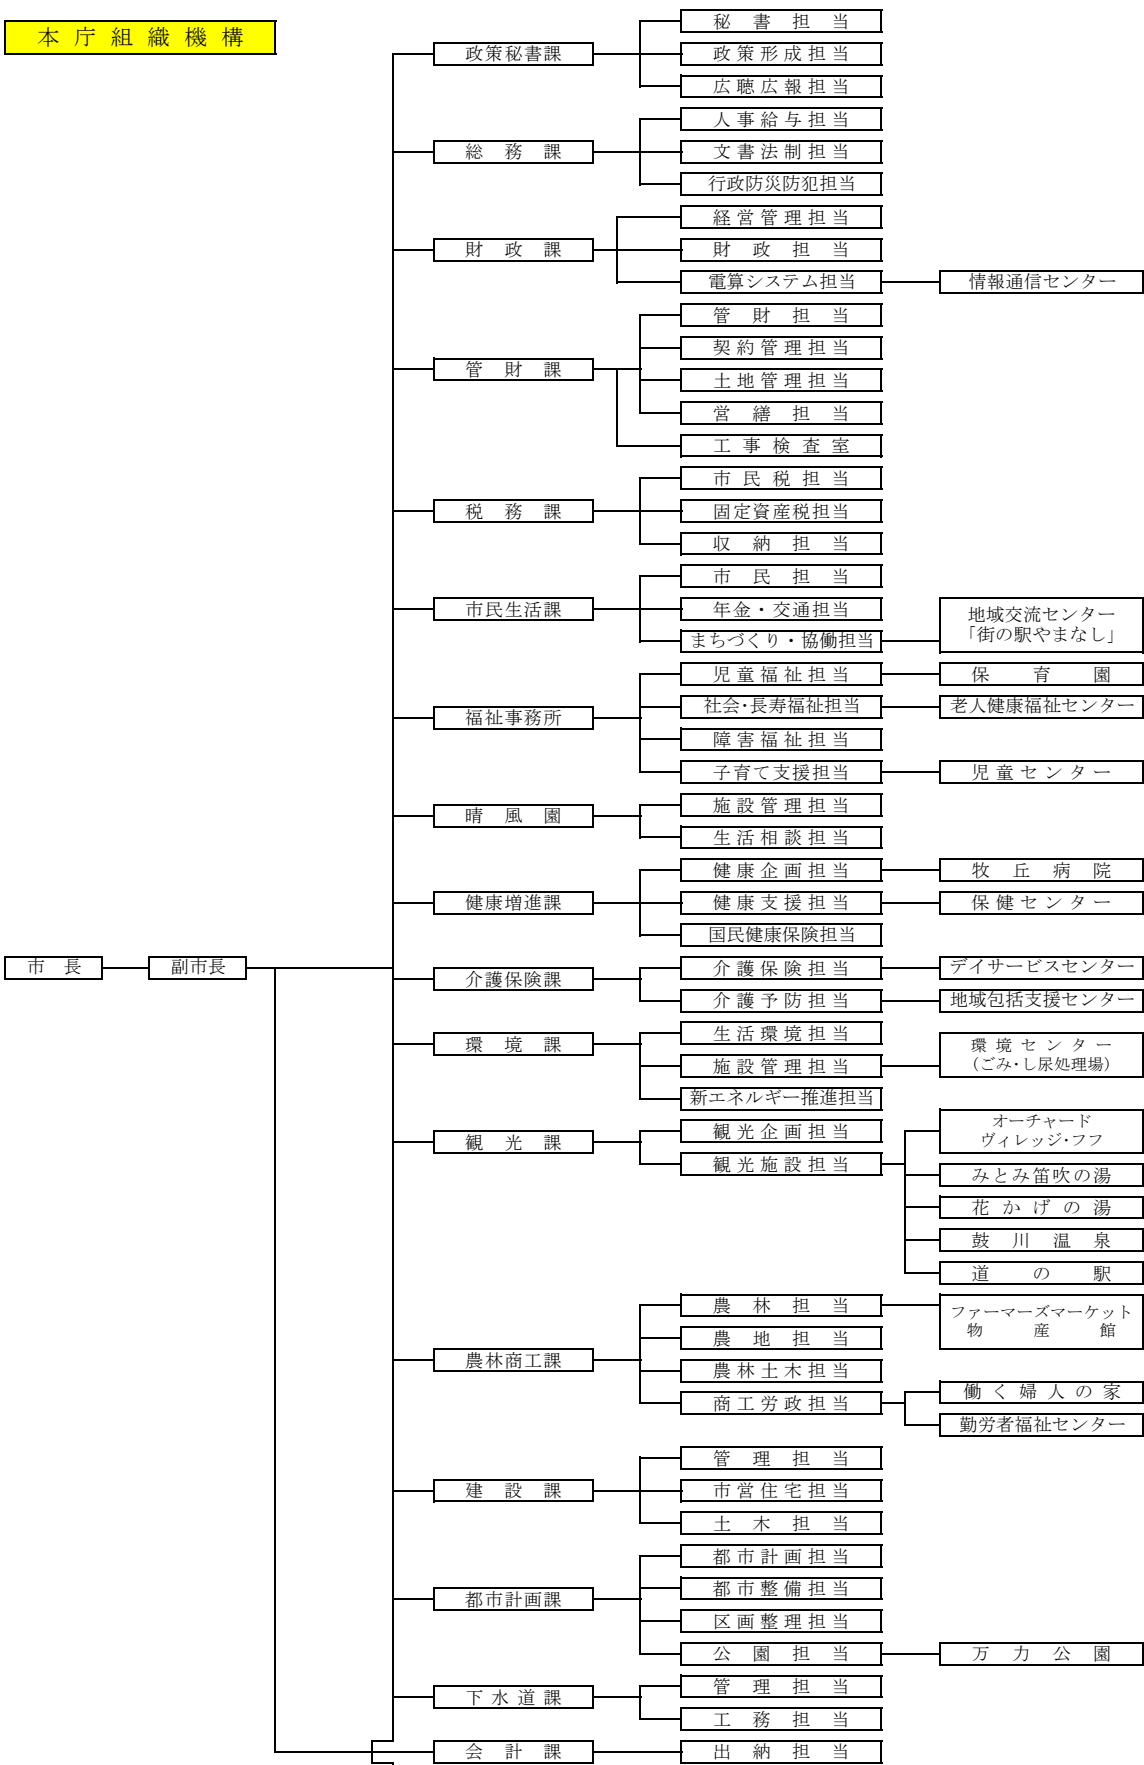 本庁組織機構
秘書担当
政策秘書課
政策形成担当
広聴広報担当
人事給与担当
総務課
文書法制担当
行政防災防犯担当
経営管理担当
財政課
財政担当
電算システム担当
情報通信センター
管財担当
契約管理担当
管財課
土地管理担当
営繕担当
工事検査室
市民税担当
税務課
固定資産税担当
収納担当
市民担当
市民生活課
年金・交通担当
まちづくり・協働担当
地域交流センター
「街の駅やまなし」
児童福祉担当
保育園
社会・長寿福祉担当
老人健康福祉センター
福祉事務所
障害福祉担当
子育て支援担当
児童センター
施設管理担当
晴風園
生活相談担当
健康企画担当
牧丘病院
健康増進課
健康支援担当
保健センター
国民健康保険担当
市長
副市長
介護保険課
介護保険担当
デイサービスセンター
介護予防担当
地域包括支援センター
生活環境担当
環境課
施設管理担当
環境センター
(ごみ・し尿処理場)
新エネルギー推進担当
観光課
観光企画担当
観光施設担当
オーチャード
ヴィレッジ・フフ
みとみ笛吹の湯
花かげの湯
鼓川温泉
道の駅
農林担当
ファーマーズマーケット
物産館
農地担当
農林商工課
農林土木担当
商工労政担当
働く婦人の家
勤労者福祉センター
管理担当
建設課
市営住宅担当
土木担当
都市計画担当
都市整備担当
都市計画課
区画整理担当
公園担当
万力公園
管理担当
下水道課
工務担当
会計課
出納担当